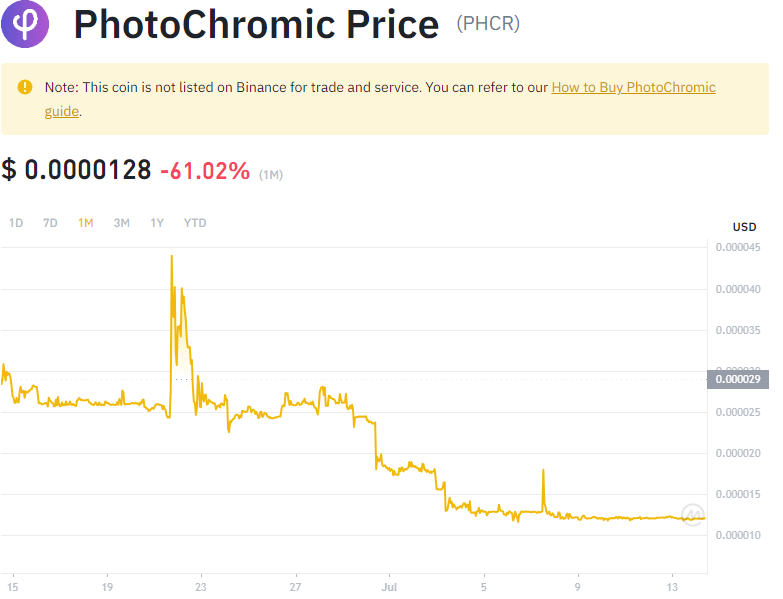 PhotoChromic Price (PHCR)
Note: This coin is not listed on Binance for trade and service. You can refer to our How to Buy PhotoChromic
guide.
$ 0.0000128 -61.02% (1M)
1D 7D 1M 3M 1Y YTD
USD
0.000045
0.000040
0.000035
0.000029
0.000025
0.000020
0.000015
0.000010
15 19 23 27 Jul 5 9 13